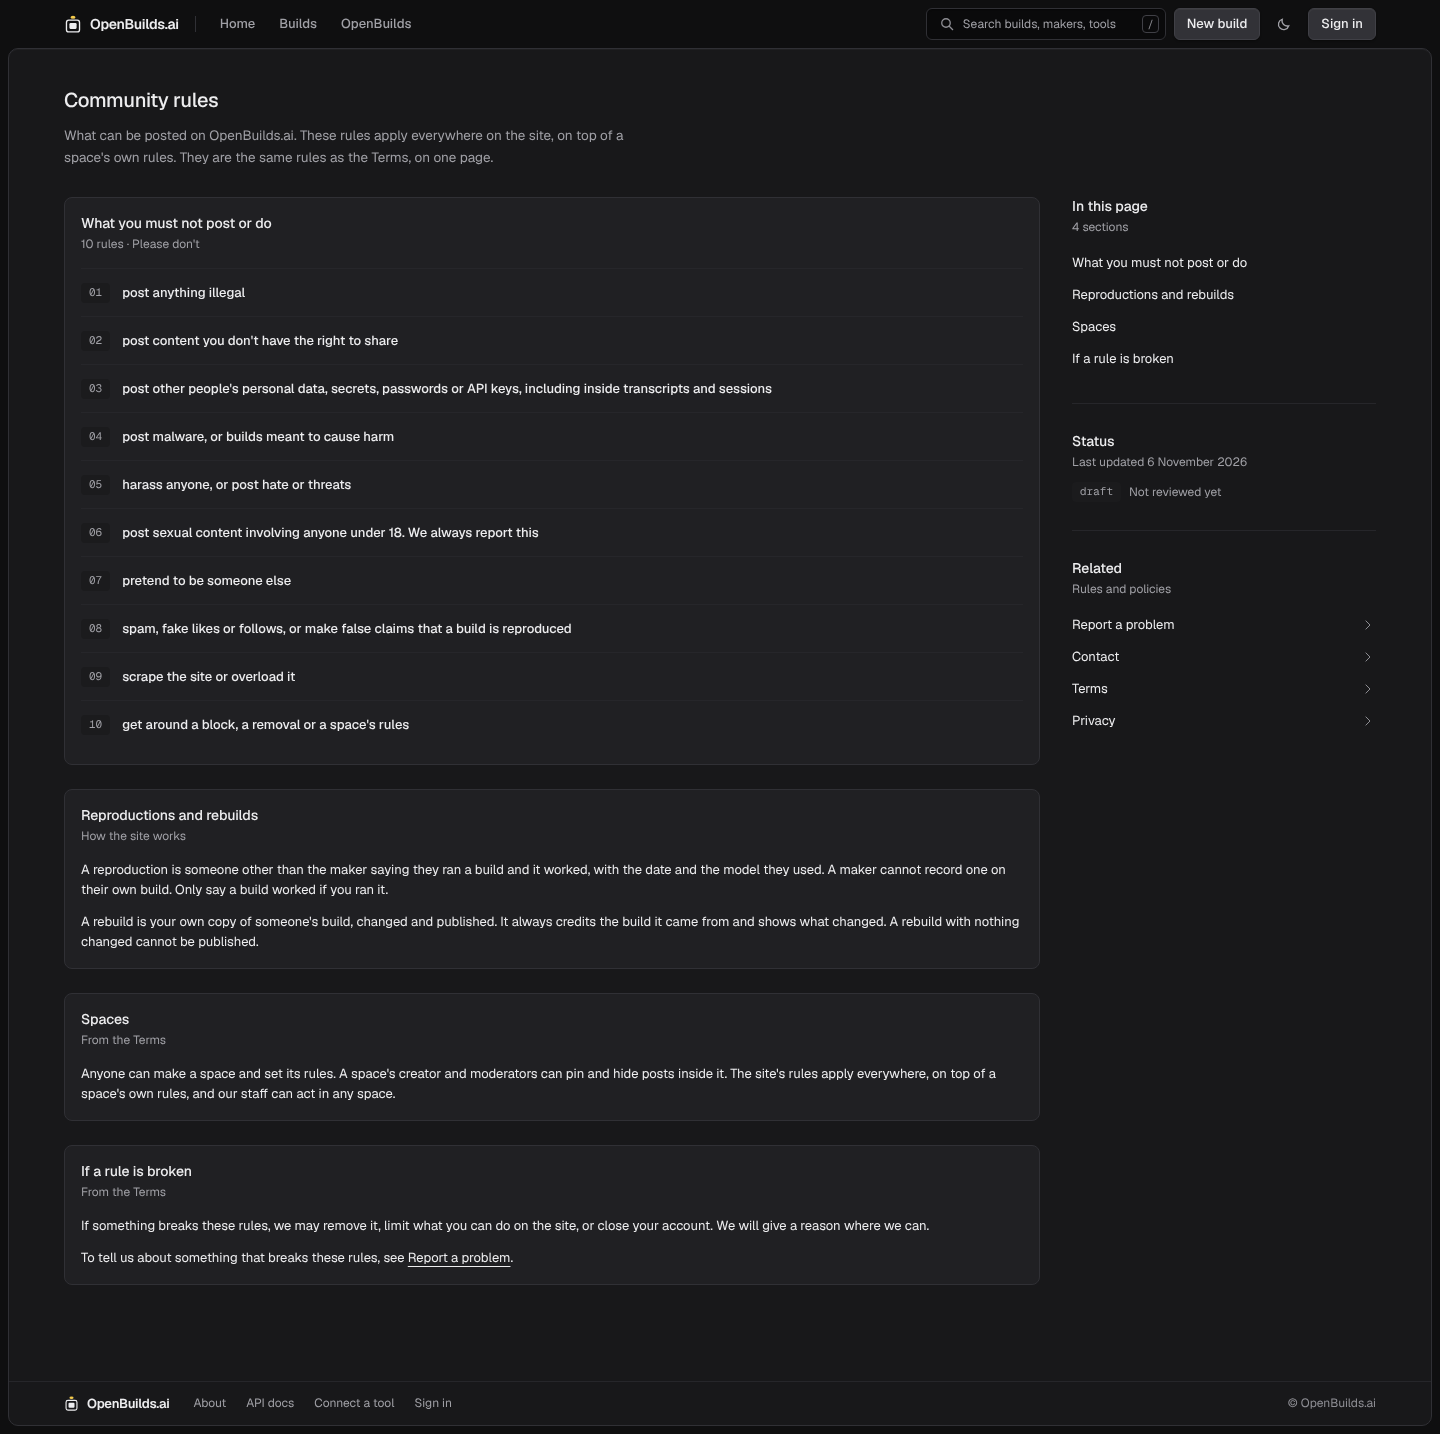 OpenBuilds.ai
Home
Builds
OpenBuilds
Search builds, makers, tools
/
New build
Sign in
Community rules
What can be posted on OpenBuilds.ai. These rules apply everywhere on the site, on top of a
space's own rules. They are the same rules as the Terms, on one page.
What you must not post or do
10 rules · Please don't
01 post anything illegal
02 post content you don't have the right to share
03 post other people's personal data, secrets, passwords or API keys, including inside transcripts and sessions
04 post malware, or builds meant to cause harm
05 harass anyone, or post hate or threats
06 post sexual content involving anyone under 18. We always report this
07 pretend to be someone else
08 spam, fake likes or follows, or make false claims that a build is reproduced
09 scrape the site or overload it
10 get around a block, a removal or a space's rules
Reproductions and rebuilds
How the site works
A reproduction is someone other than the maker saying they ran a build and it worked, with the date and the model they used. A maker cannot record one on
their own build. Only say a build worked if you ran it.
A rebuild is your own copy of someone's build, changed and published. It always credits the build it came from and shows what changed. A rebuild with nothing
changed cannot be published.
Spaces
From the Terms
Anyone can make a space and set its rules. A space's creator and moderators can pin and hide posts inside it. The site's rules apply everywhere, on top of a
space's own rules, and our staff can act in any space.
If a rule is broken
From the Terms
If something breaks these rules, we may remove it, limit what you can do on the site, or close your account. We will give a reason where we can.
To tell us about something that breaks these rules, see Report a problem.
In this page
4 sections
What you must not post or do
Reproductions and rebuilds
Spaces
If a rule is broken
Status
Last updated 6 November 2026
draft Not reviewed yet
Related
Rules and policies
Report a problem
Contact
Terms
Privacy
OpenBuilds.ai
About
API docs
Connect a tool
Sign in
© OpenBuilds.ai